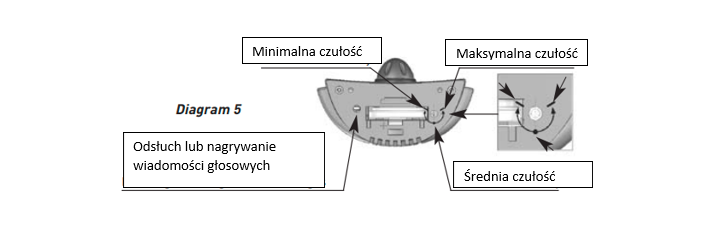 Minimalna czułość
Maksymalna czułość
Diagram 5
Odsłuch lub nagrywanie
wiadomości głosowych
Średnia czułość